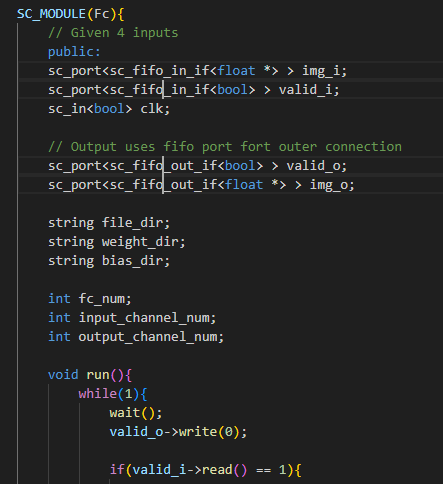 SC_MODULE(Fc){
// Given 4 inputs
public:
sc_port<sc_fifo_in_if<float *> > img_i;
sc_port<sc_fifo_in_if<bool> > valid_i;
sc_in<bool> clk;
// Output uses fifo port fort outer connection
sc_port<sc_fifo_out_if<bool> > valid_o;
sc_port<sc_fifo_out_if<float *> > img_o;
string file_dir;
string weight_dir;
string bias_dir;
int fc_num;
int input_channel_num;
int output_channel_num;
void run(){
while(1){
wait();
valid_o->write(0);
if(valid_i->read() == 1){